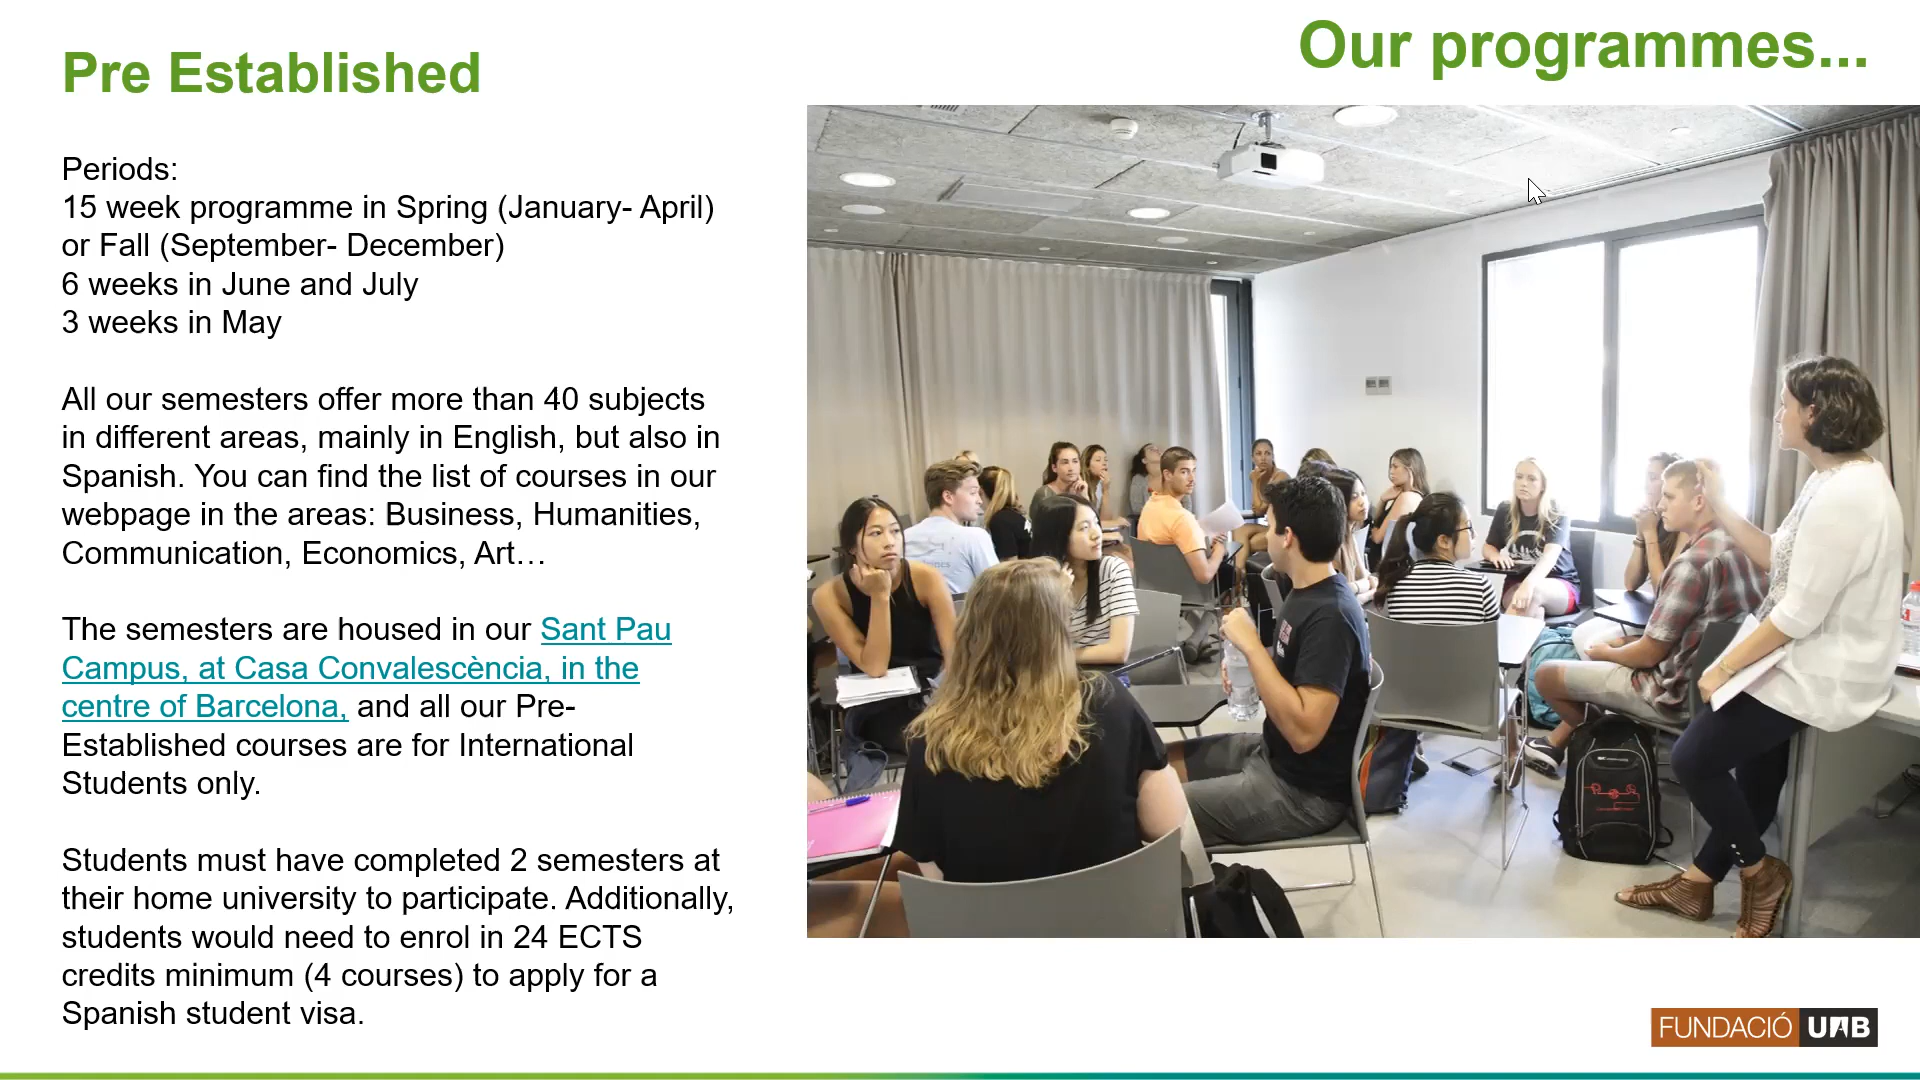 Our programmes...
Pre Established
Periods:
15 week programme in Spring (January- April)
or Fall (September- December)
6 weeks in June and July
3 weeks in May
All our semesters offer more than 40 subjects
in different areas, mainly in English, but also in
Spanish. You can find the list of courses in our
webpage in the areas: Business, Humanities,
Communication, Economics, Art…
The semesters are housed in our Sant Pau
Campus, at Casa Convalescència, in the
centre of Barcelona, and all our Pre-
Established courses are for International
Students only.
Students must have completed 2 semesters at
their home university to participate. Additionally,
students would need to enrol in 24 ECTS
credits minimum (4 courses) to apply for a
Spanish student visa.
FUNDACIÓ UAB